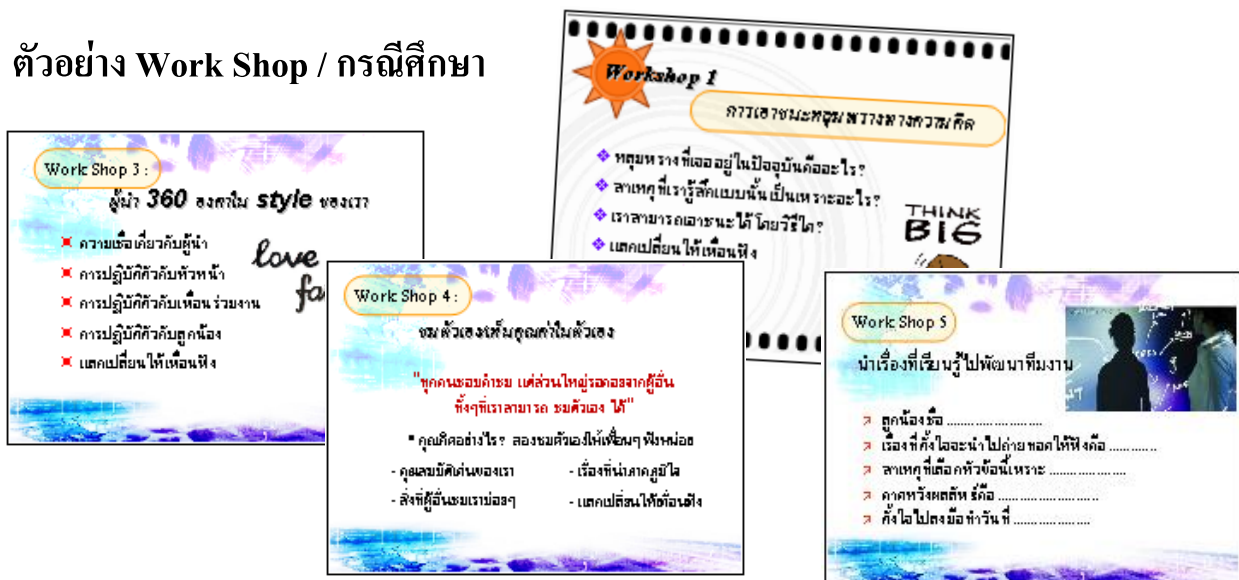 ตัวอย่าง Work Shop / กรณีศึกษา
Workshop 1
การเอาชนะหลุมพรางทางความคิด
หลุมพรางที่เจออยู่ในปัจจุบันคืออะไร?
สาเหตุที่เรารู้สึกแบบนั้นเป็นเพราะอะไร?
เราสามารถเอาชนะได้โดยวิธีใด?
แลกเปลี่ยนให้เพื่อนฟัง
THINK
BIG
Work Shop 3 :
ผู้นำ 360 องศาใน style ของเรา
ความเชื่อเกี่ยวกับผู้นำ
การปฏิบัติตัวกับหัวหน้า
การปฏิบัติตัวกับเพื่อนร่วมงาน
การปฏิบัติตัวกับลูกน้อง
แลกเปลี่ยนให้เพื่อนฟัง
love
Work Shop 4 :
ชมตัวเองเห็นคุณค่าในตัวเอง
"ทุกคนชอบคำชม แต่ส่วนใหญ่รอคอยจากผู้อื่น
ทั้งๆที่เราสามารถ ชมตัวเอง ได้"
คุณคิดอย่างไร? ลองชมตัวเองให้เพื่อนๆ ฟังหน่อย
- คุณสมบัติเด่นของเรา - เรื่องที่น่าภาคภูมิใจ
- สิ่งที่ผู้อื่นชมเราบ่อยๆ - แลกเปลี่ยนให้เพื่อนฟัง
Work Shop 5
นำเรื่องที่เรียนรู้ไปพัฒนาทีมงาน
ลูกน้องชื่อ ........................
เรื่องที่ตั้งใจจะนำไปถ่ายทอดให้ฟังคือ ............
สาเหตุที่เลือกหัวข้อนี้เพราะ ...................
คาดหวังผลลัพธ์คือ .........................
ตั้งใจไปลงมือทำวันที่ ...................